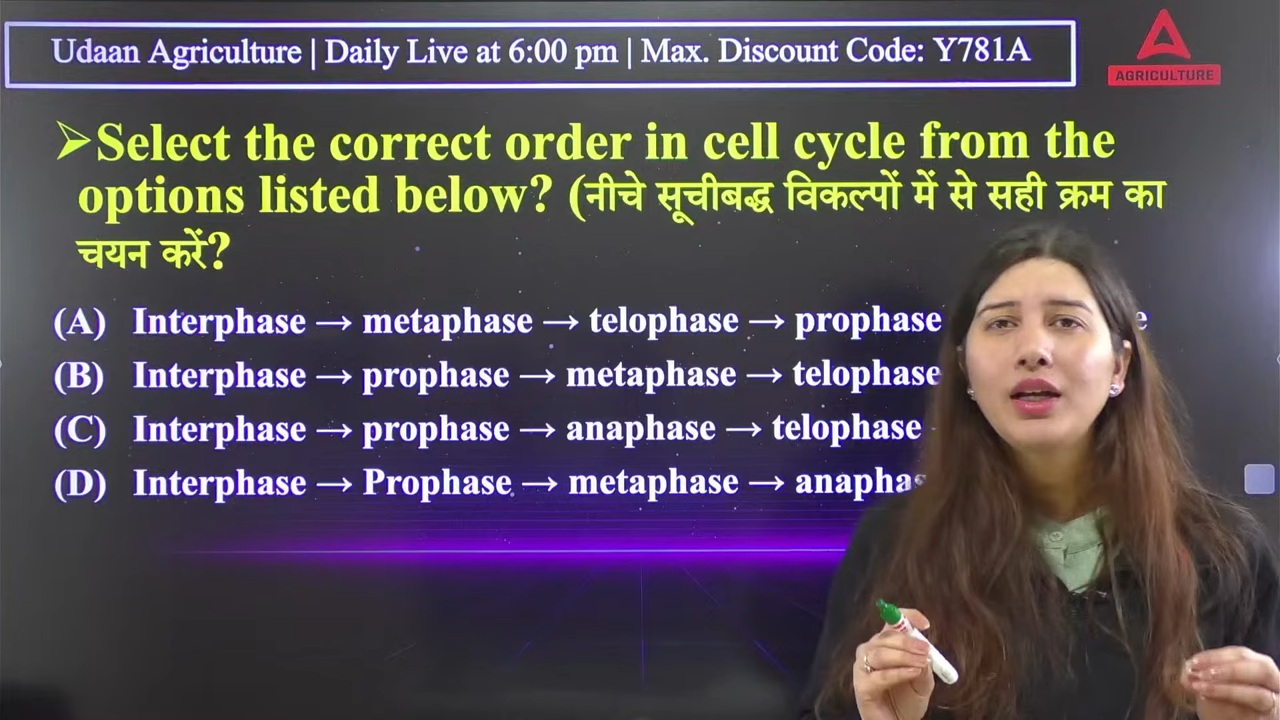 Udaan Agriculture | Daily Live at 6:00 pm | Max. Discount Code: Y781A
AGRICULTURE
➢Select the correct order in cell cycle from the
options listed below? (नीचे सूचीबद्ध विकल्पों में से सही क्रम का
चयन करें?
(A) Interphase → metaphase → telophase → prophase
(B) Interphase → prophase → metaphase → telophase
(C) Interphase → prophase → anaphase → telophase
(D) Interphase → Prophase → metaphase →